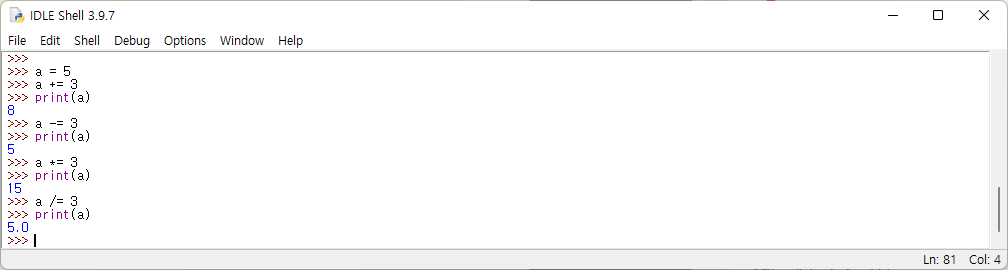 IDLE Shell 3.9.7
File Edit Shell Debug Options Window Help
>>>
>>> a = 5
>>> a += 3
>>> print(a)
8
>>> a -= 3
>>> print(a)
5
>>> a *= 3
>>> print(a)
15
>>> a /= 3
>>> print(a)
5.0
>>>
Ln: 81 Col: 4